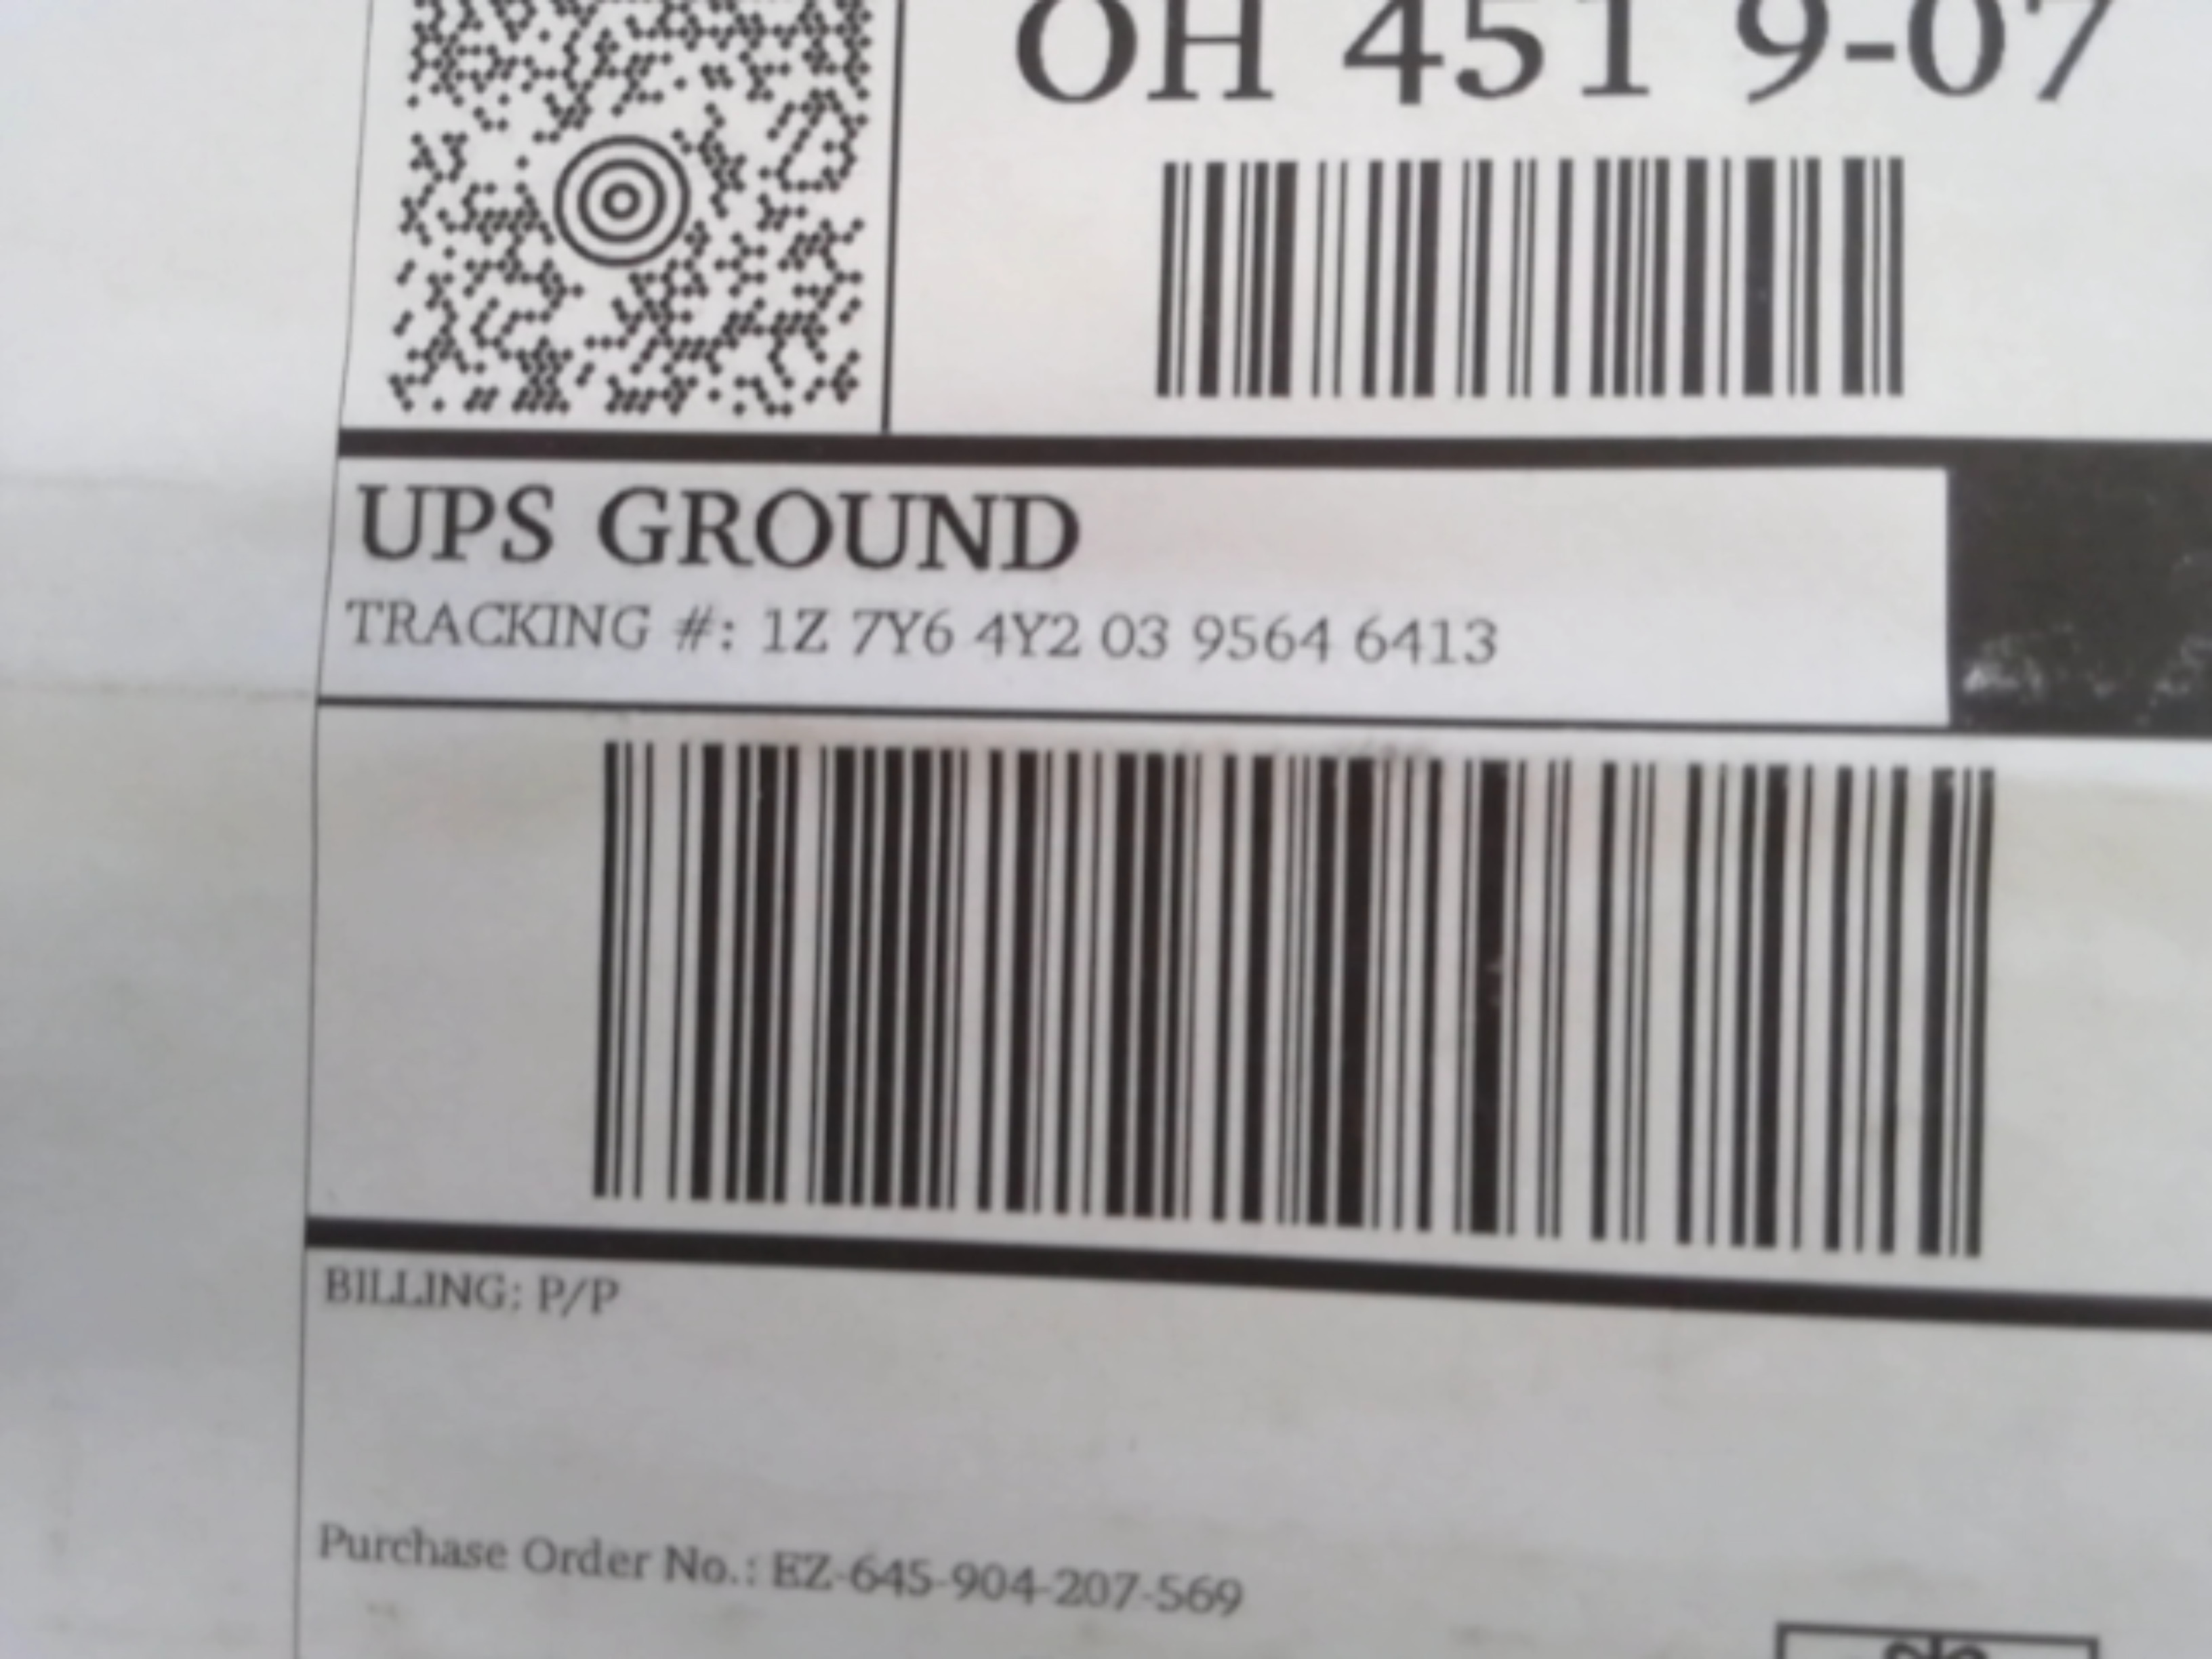 OH 451 9-07
UPS GROUND
TRACKING #: 1Z 7Y6 4Y2 03 9564 6413
BILLING: P/P
Purchase Order No.: EZ-645-904-207-569